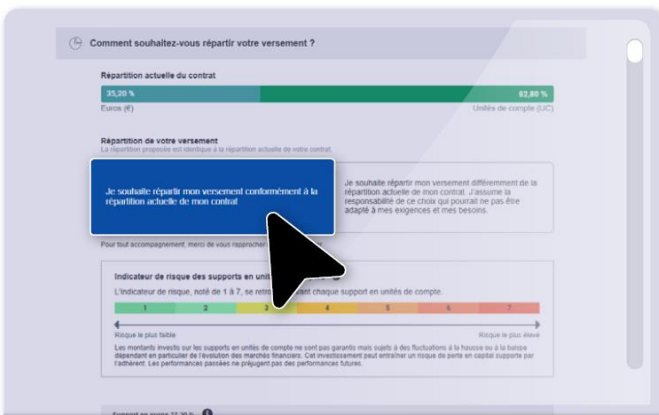 Comment souhaitez-vous répartir votre versement ?
Répartition actuelle du contrat
35,20 % 62,80 %
Euros (€) Unités de compte (UC)
Répartition de votre versement
La répartition proposée est identique à la répartition actuelle de votre contrat.
Je souhaite répartir mon versement conformément à la
répartition actuelle de mon contrat
Je souhaite répartir mon versement différemment de la
répartition actuelle de mon contrat. J'assume la
responsabilité de ce choix qui pourrait ne pas être
adapté à mes exigences et mes besoins.
Pour tout accompagnement, merci de vous rapprocher
Indicateur de risque des supports en
L'indicateur de risque, noté de 1 à 7, se chaque support en unités de compte.
1 2 3 4 5 6 7
Risque le plus faible Risque le plus élevé
Les montants investis sur les supports en unités de compte ne sont pas garantis mais sujets à des fluctuations à la hausse ou à la baisse
dépendant en particulier de l'évolution des marchés financiers. Cet investissement peut entraîner un risque de perte en capital supporté par
l'adhérent. Les performances passées ne préjugent pas des performances futures.
Support en euros